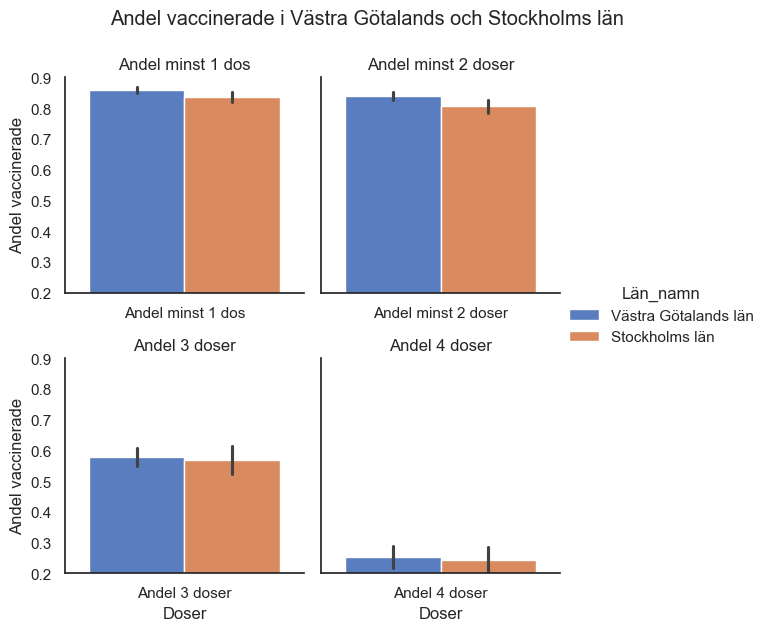 Andel vaccinerade i Västra Götalands och Stockholms län
Andel minst 1 dos
Andel minst 2 doser
0.9
0.8
0.7
0.6
0.5
0.4
0.3
0.2
Andel vaccinerade
Andel minst 1 dos
Andel minst 2 doser
Län_namn
Västra Götalands län
Stockholms län
Andel 3 doser
Andel 4 doser
0.9
0.8
0.7
0.6
0.5
0.4
0.3
0.2
Andel vaccinerade
Andel 3 doser
Andel 4 doser
Doser
Doser